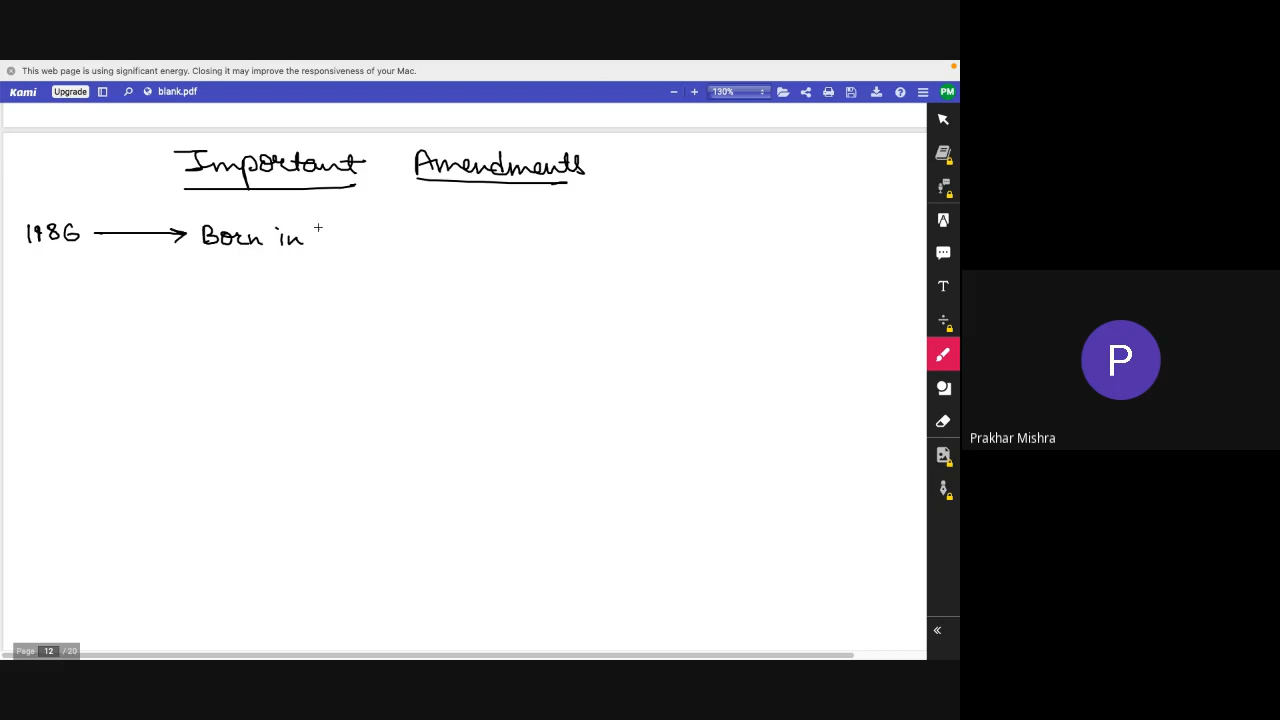 This web page is using significant energy. Closing it may improve the responsiveness of your Mac.
Kami Upgrade blank.pdf 130% PM
Important Amendments
1986 → Born in
T
P
Prakhar Mishra
Page 12 / 20